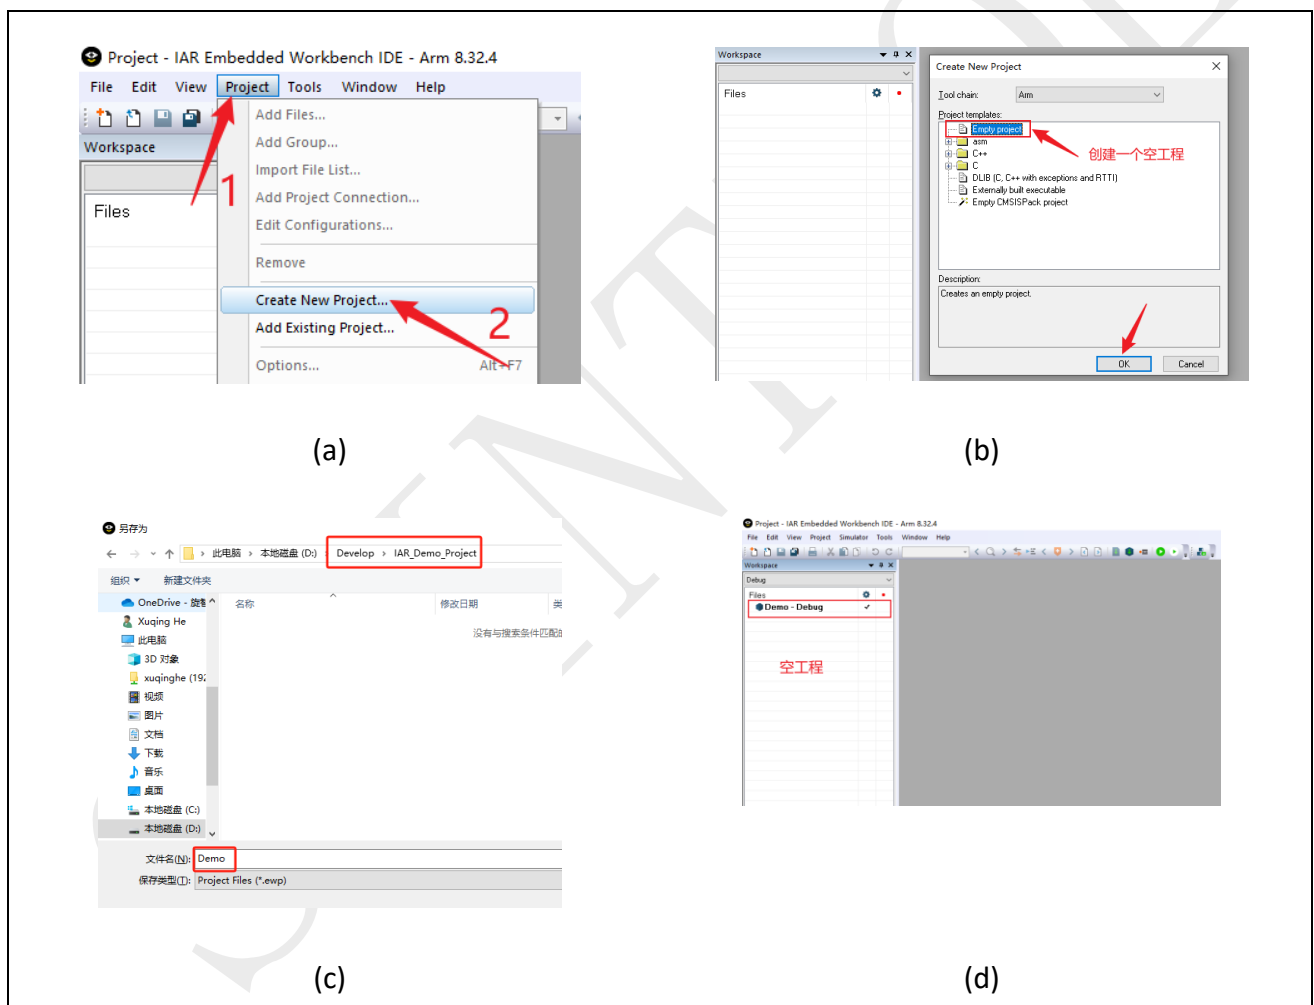 Project - IAR Embedded Workbench IDE - Arm 8.32.4
File Edit View Project Tools Window Help
Workspace
Files
Add Files...
Add Group...
Import File List...
Add Project Connection...
Edit Configurations...
Remove
Create New Project...
Add Existing Project...
Options... Alt+F7
1
2
(a)
Workspace
Files
Create New Project
Tool chain: Arm
Project templates:
Empty project
asm
C++
C
DLIB (C, C++ with exceptions and RTTI)
Externally built executable
Empty CMSISPack project
创建一个空工程
Description:
Creates an empty project.
OK Cancel
(b)
另存为
此电脑 > 本地磁盘 (D:) > Develop > IAR_Demo_Project
组织 新建文件夹
名称 修改日期
没有与搜索条件匹配
OneDrive -
Xuqing He
此电脑
3D 对象
xuqinghe (192
视频
图片
文档
下载
音乐
桌面
本地磁盘 (C:)
本地磁盘 (D:)
文件名(N): Demo
保存类型(T): Project Files (*.ewp)
(c)
Project - IAR Embedded Workbench IDE - Arm 8.32.4
File Edit View Project Simulator Tools Window Help
Workspace
Debug
Files
Demo - Debug
空工程
(d)